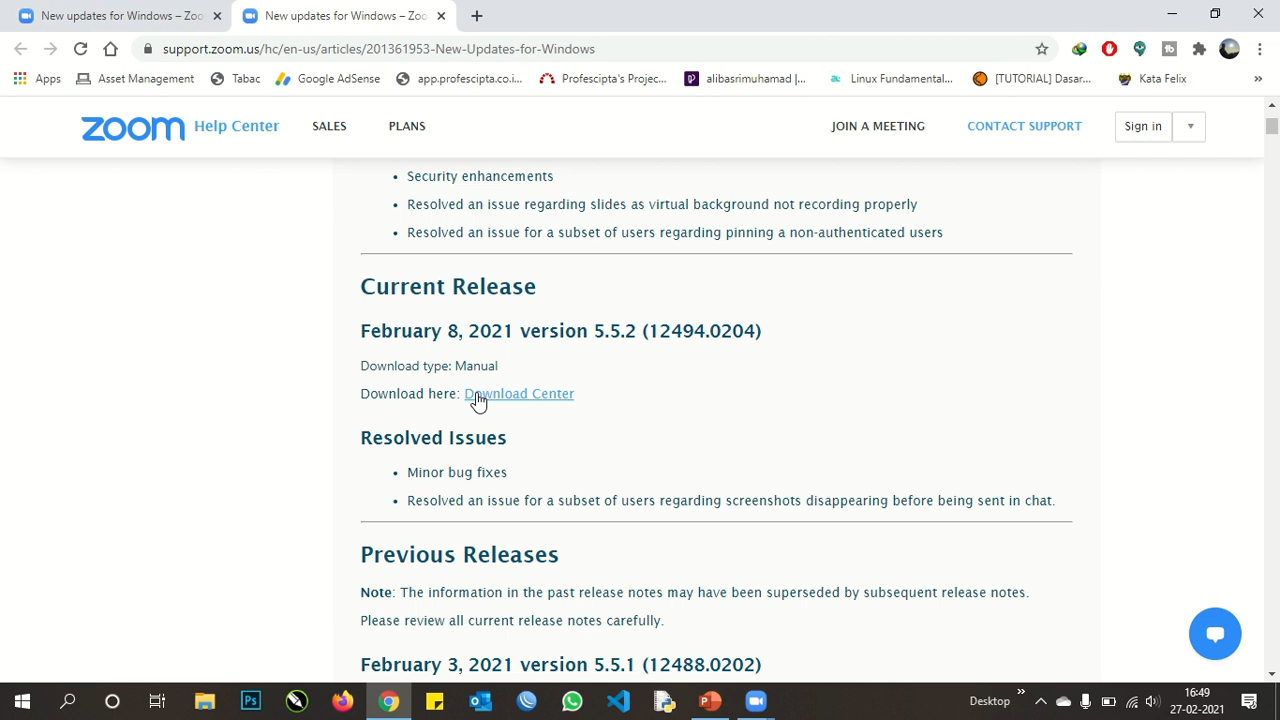 New updates for Windows – Zoo
New updates for Windows – Zoo
support.zoom.us/hc/en-us/articles/201361953-New-Updates-for-Windows
Apps
Asset Management
Tabac
Google AdSense
app.profescipta.co.i...
Profescipta's Projec...
alibasrimuhamad |...
Linux Fundamental...
[TUTORIAL] Dasar...
Kata Felix
»
zoom Help Center
SALES
PLANS
JOIN A MEETING
CONTACT SUPPORT
Sign in
• Security enhancements
• Resolved an issue regarding slides as virtual background not recording properly
• Resolved an issue for a subset of users regarding pinning a non-authenticated users
Current Release
February 8, 2021 version 5.5.2 (12494.0204)
Download type: Manual
Download here: Download Center
Resolved Issues
• Minor bug fixes
• Resolved an issue for a subset of users regarding screenshots disappearing before being sent in chat.
Previous Releases
Note: The information in the past release notes may have been superseded by subsequent release notes.
Please review all current release notes carefully.
February 3, 2021 version 5.5.1 (12488.0202)
Ps
Desktop
»
16:49
27-02-2021